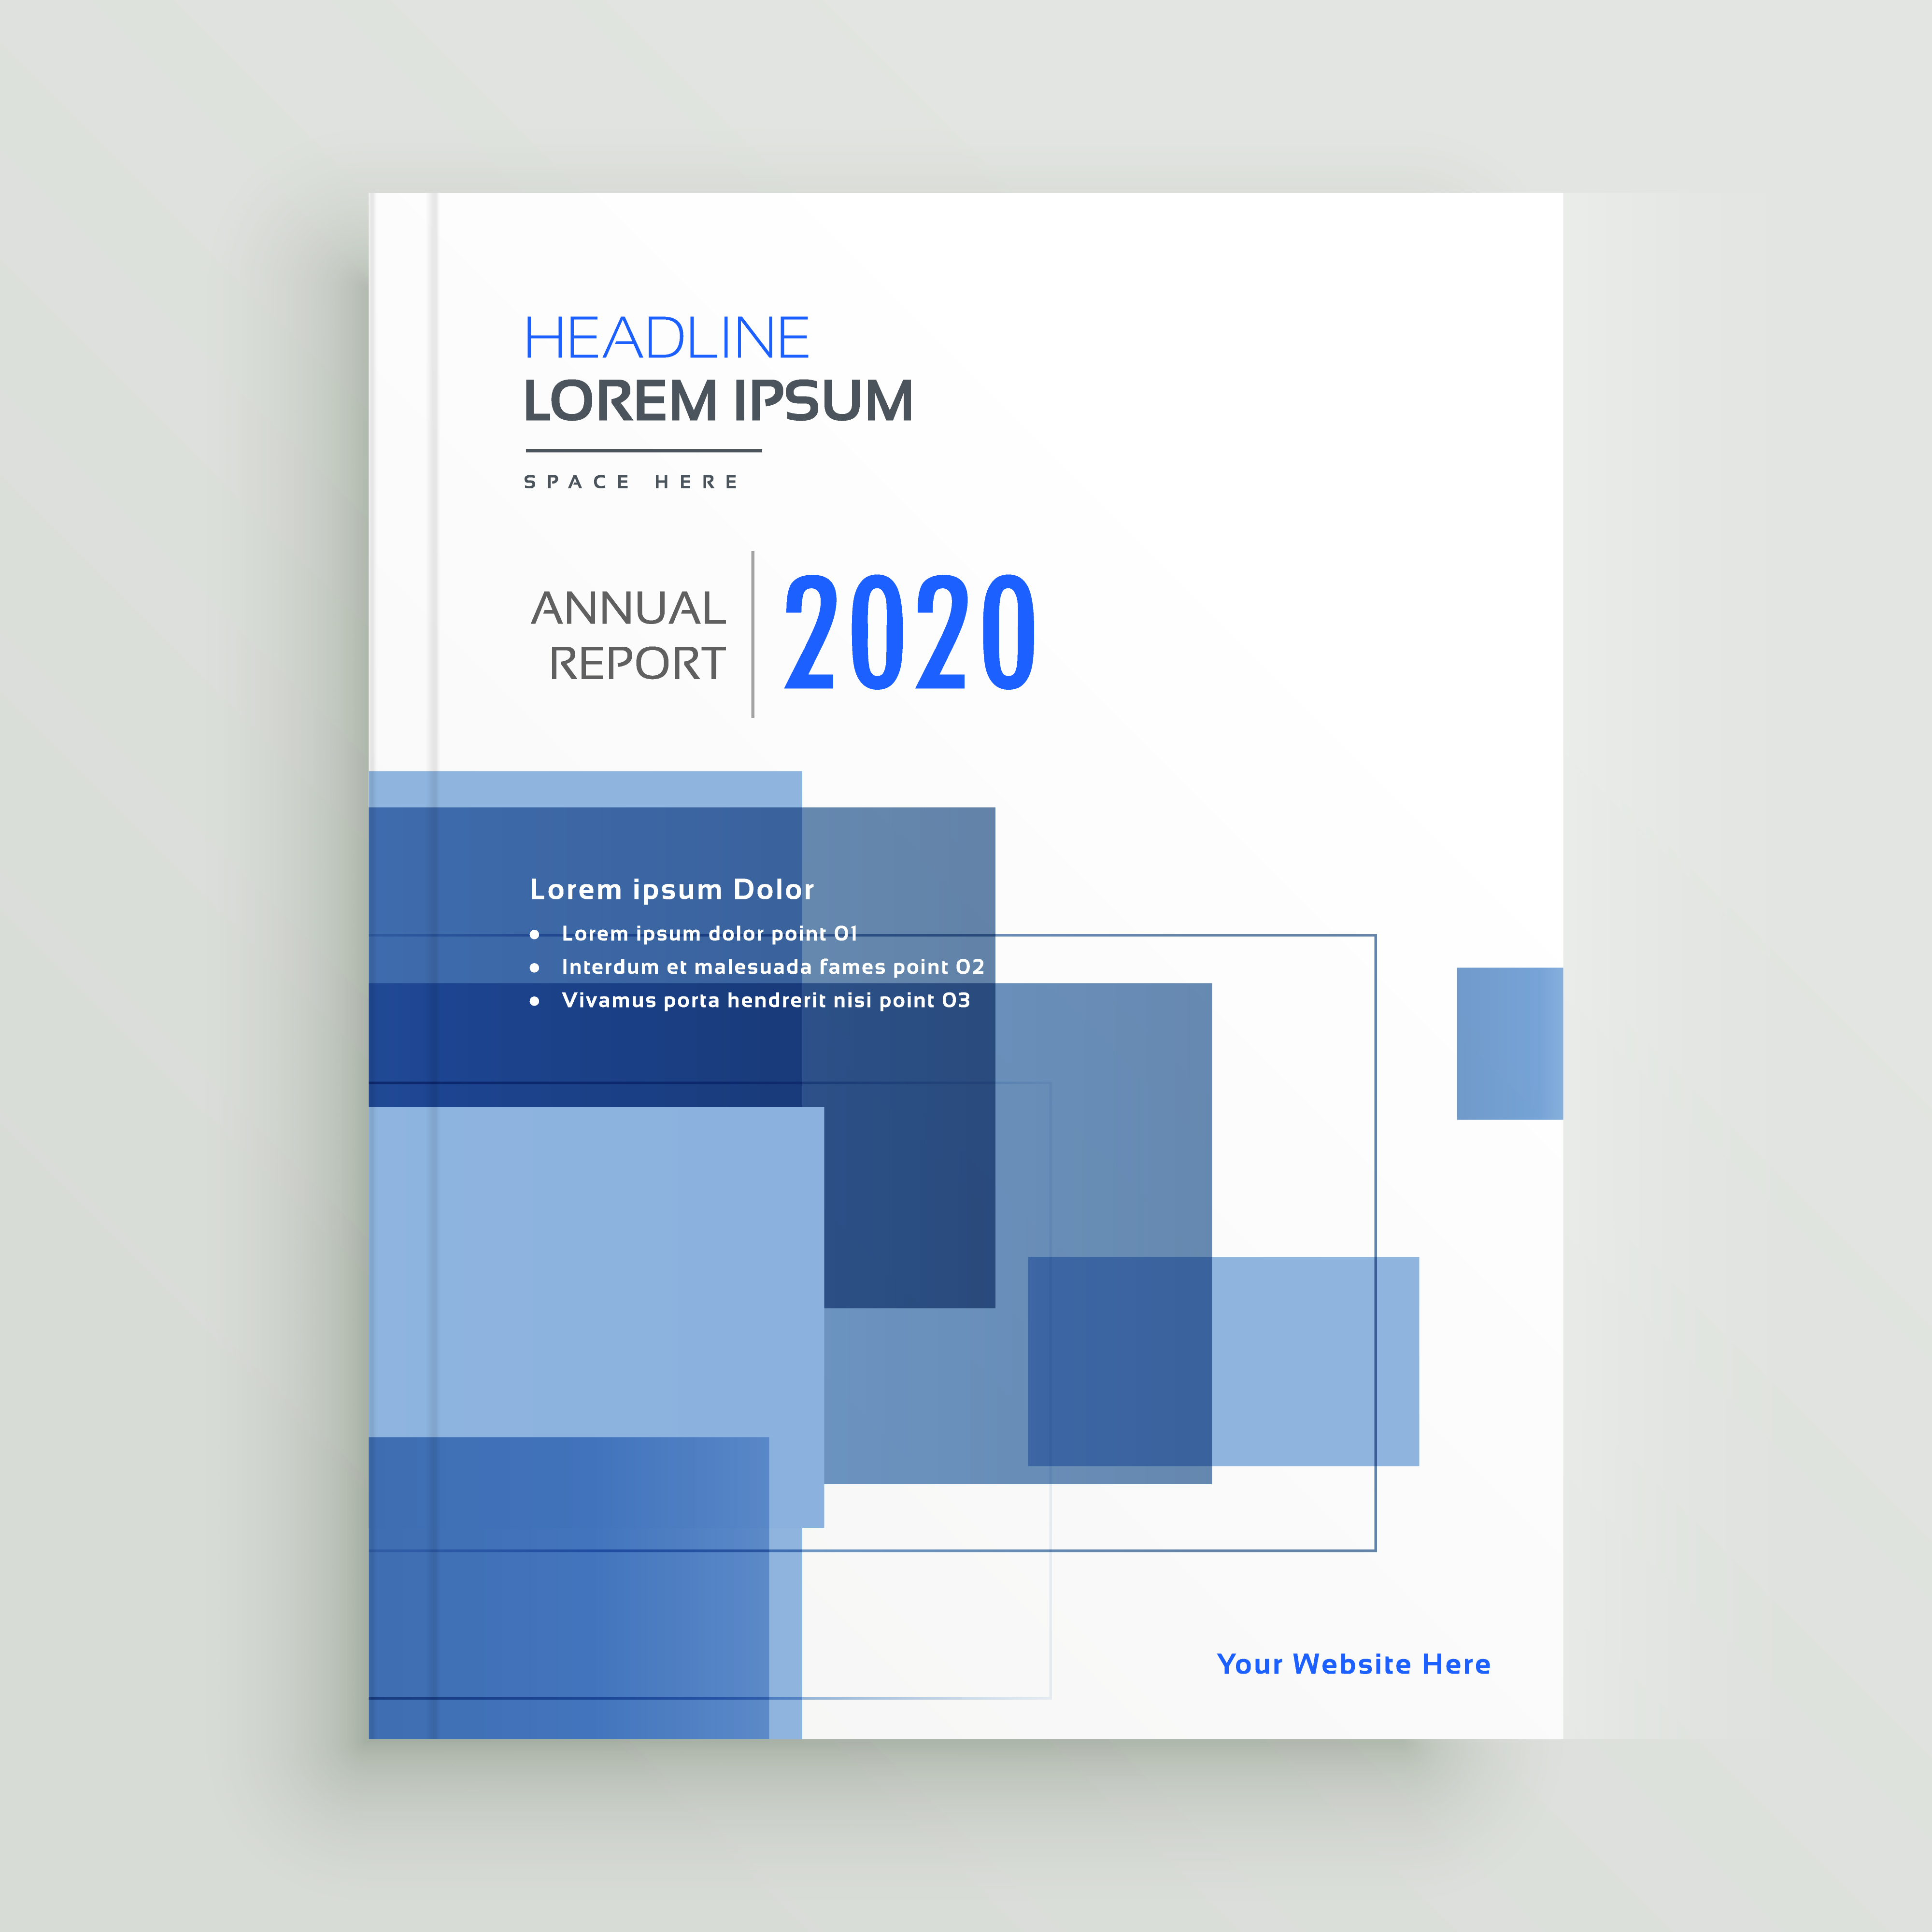 HEADLINE
LOREM IPSUM
SPACE HERE
ANNUAL
REPORT
2020
Lorem ipsum Dolor
Lorem ipsum dolor point 01
Interdum et malesuada fames point 02
Vivamus porta hendrerit nisi point 03
Your Website Here